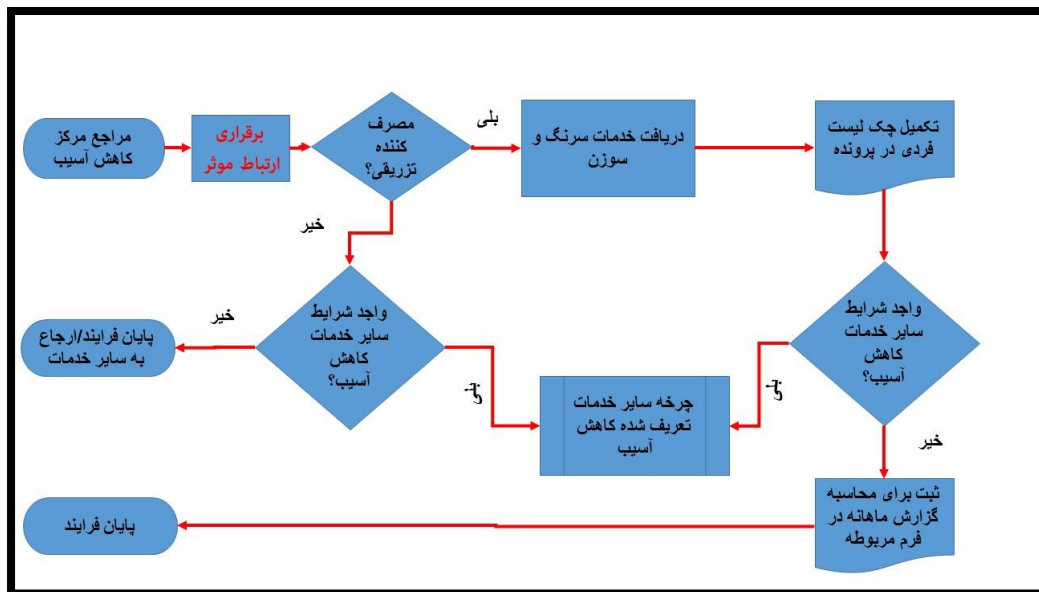 مراجع مرکز
کاهش آسیب
برقراری
ارتباط موثر
مصرف
کننده
تزریقی؟
بلی
دریافت خدمات سرنگ و
سوزن
تکمیل چک لیست
فردی در پرونده
خیر
واجد شرایط
سایر خدمات
کاهش
آسیب؟
خیر
پایان فرایند/ارجاع
به سایر خدمات
بلی
چرخه سایر خدمات
تعریف شده کاهش
آسیب
بلی
واجد شرایط
سایر خدمات
کاهش
آسیب؟
خیر
ثبت برای محاسبه
گزارش ماهانه در
فرم مربوطه
پایان فرایند